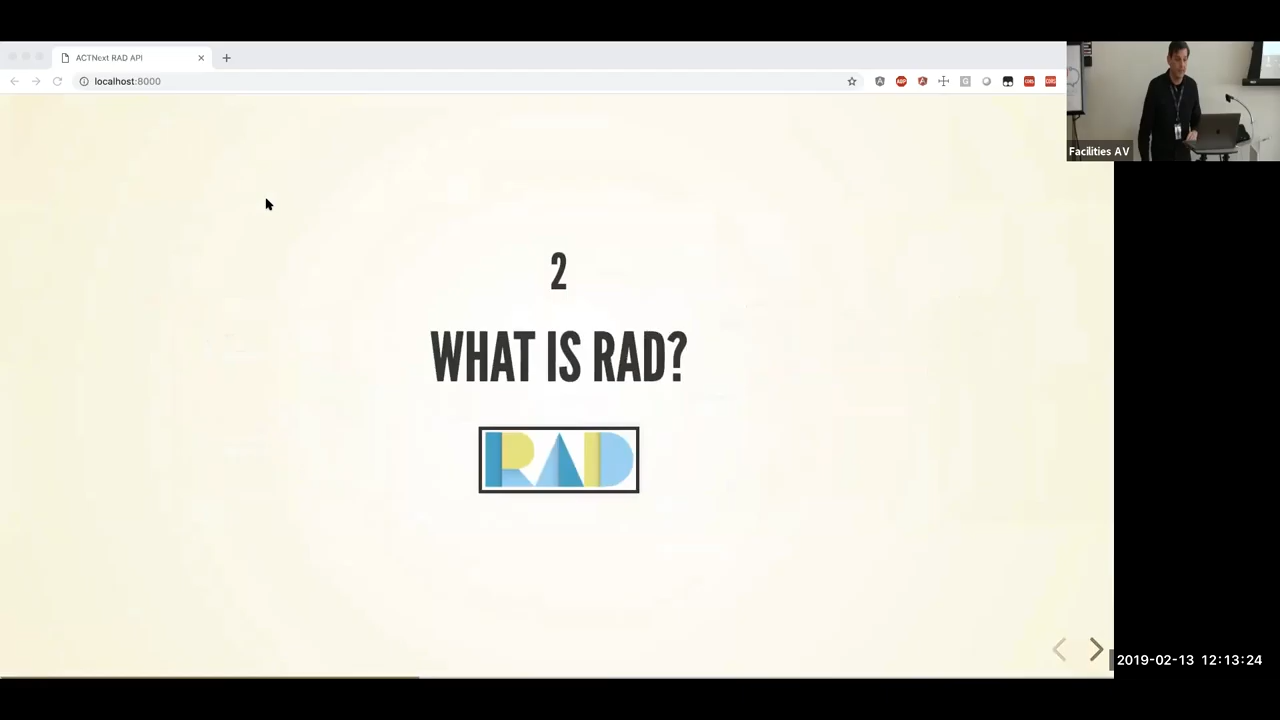 ACTNext RAD API
localhost:8000
Facilities AV
2
WHAT IS RAD?
RAD
2019-02-13 12:13:24